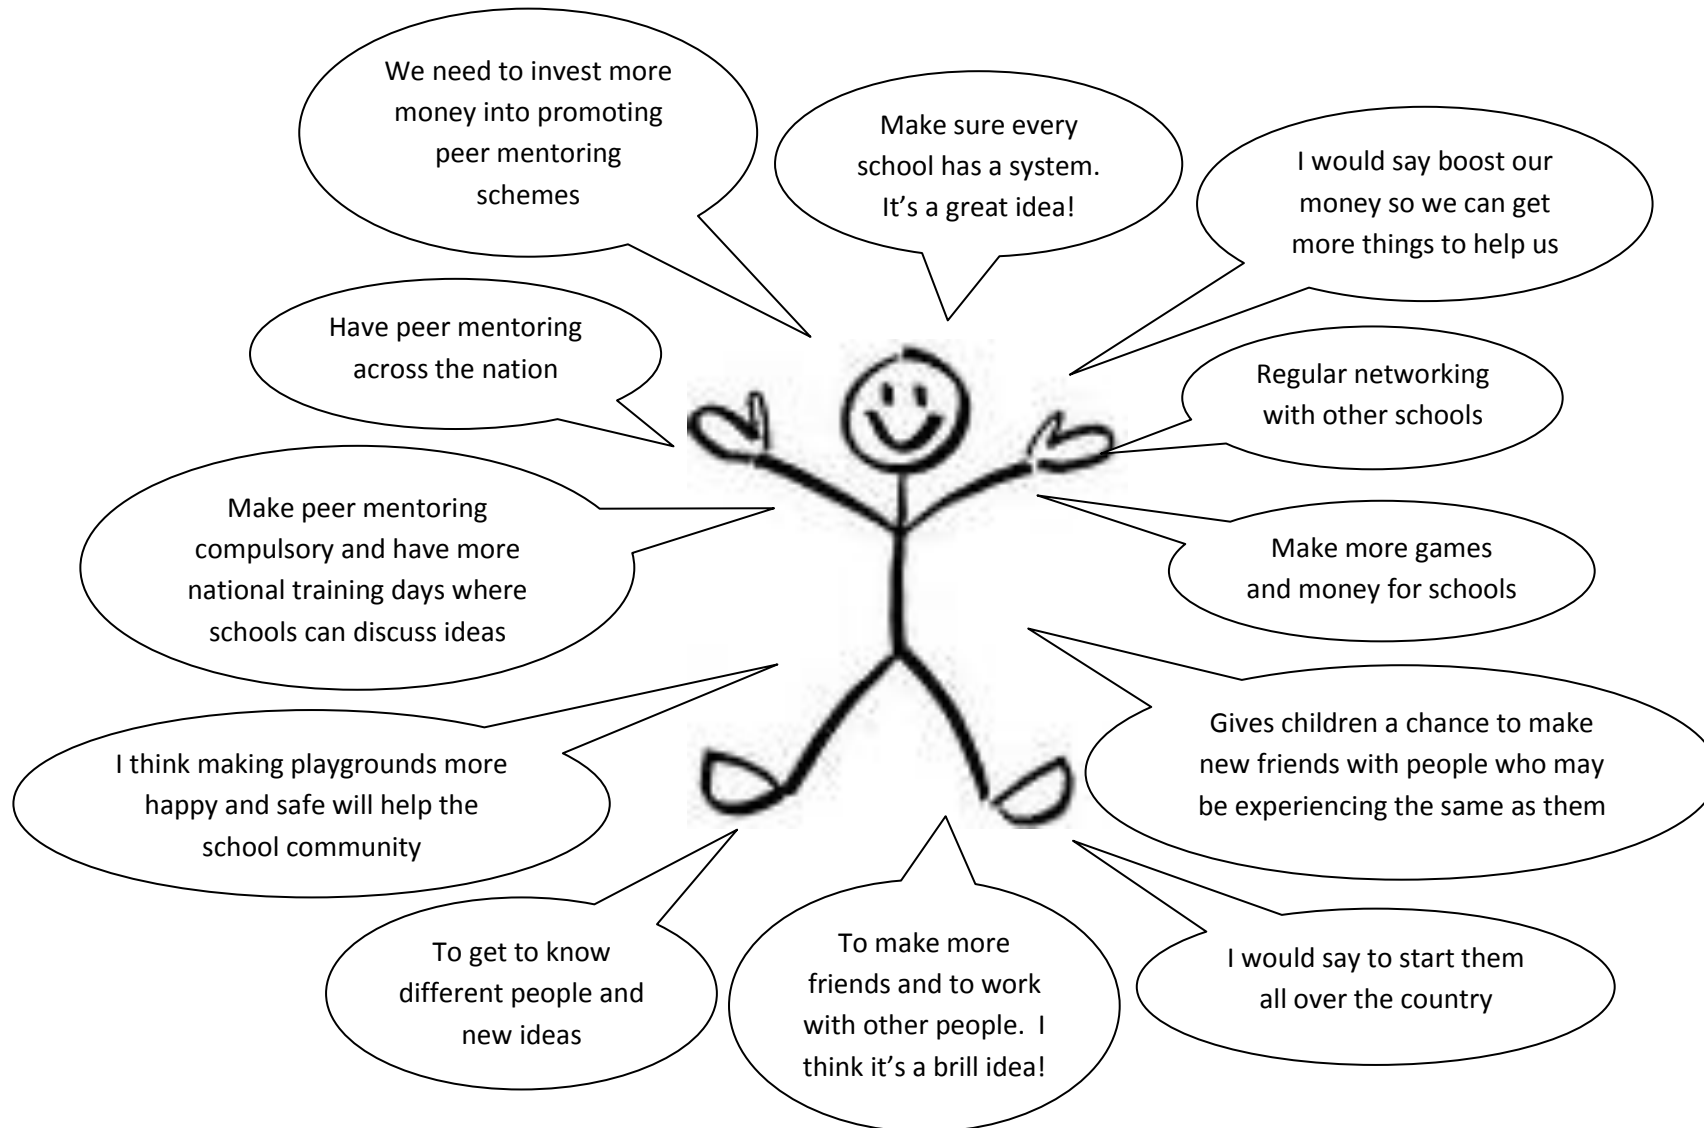 We need to invest more
money into promoting
peer mentoring
schemes
Make sure every
school has a system.
It’s a great idea!
I would say boost our
money so we can get
more things to help us
Have peer mentoring
across the nation
Regular networking
with other schools
Make peer mentoring
compulsory and have more
national training days where
schools can discuss ideas
Make more games
and money for schools
I think making playgrounds more
happy and safe will help the
school community
Gives children a chance to make
new friends with people who may
be experiencing the same as them
To get to know
different people and
new ideas
To make more
friends and to work
with other people.  I
think it’s a brill idea!
I would say to start them
all over the country